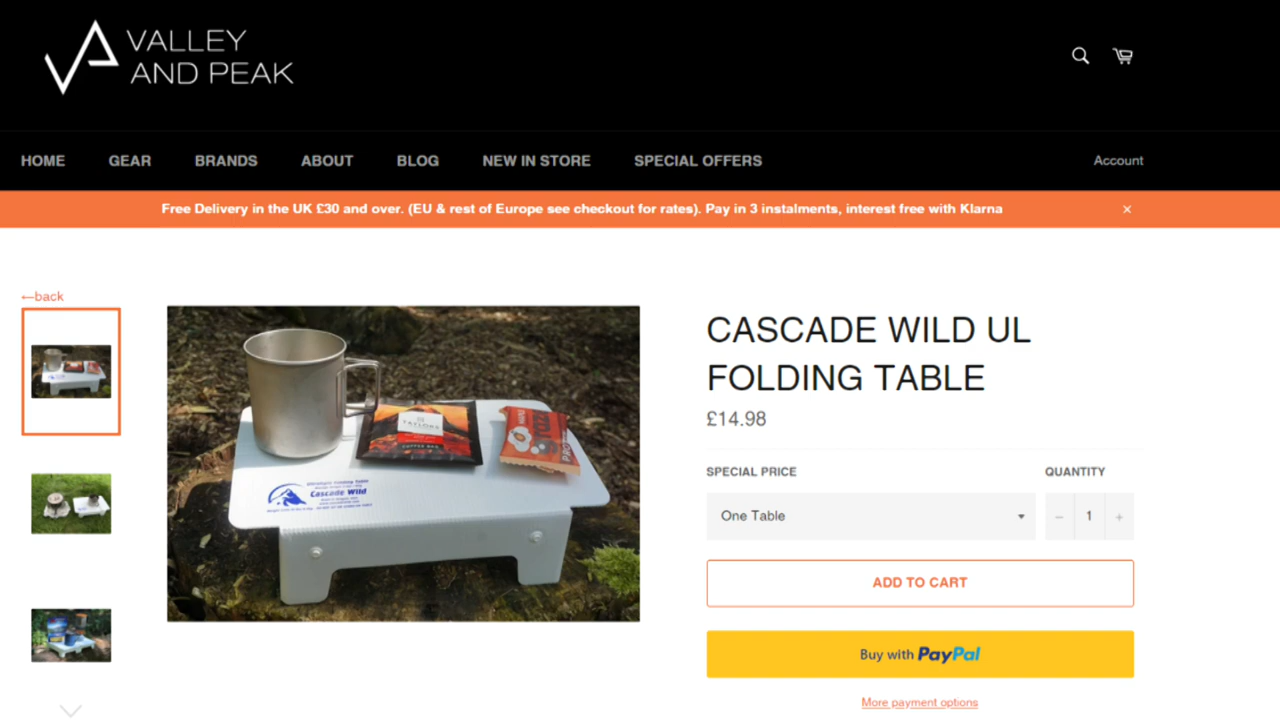 VALLEY
AND PEAK
HOME GEAR BRANDS ABOUT BLOG NEW IN STORE SPECIAL OFFERS Account
Free Delivery in the UK £30 and over. (EU & rest of Europe see checkout for rates). Pay in 3 instalments, interest free with Klarna ×
←back
TAYLORS
COFFEE BAG
Cascade Wild
CASCADE WILD UL
FOLDING TABLE
£14.98
SPECIAL PRICE QUANTITY
One Table − 1 +
ADD TO CART
Buy with PayPal
More payment options